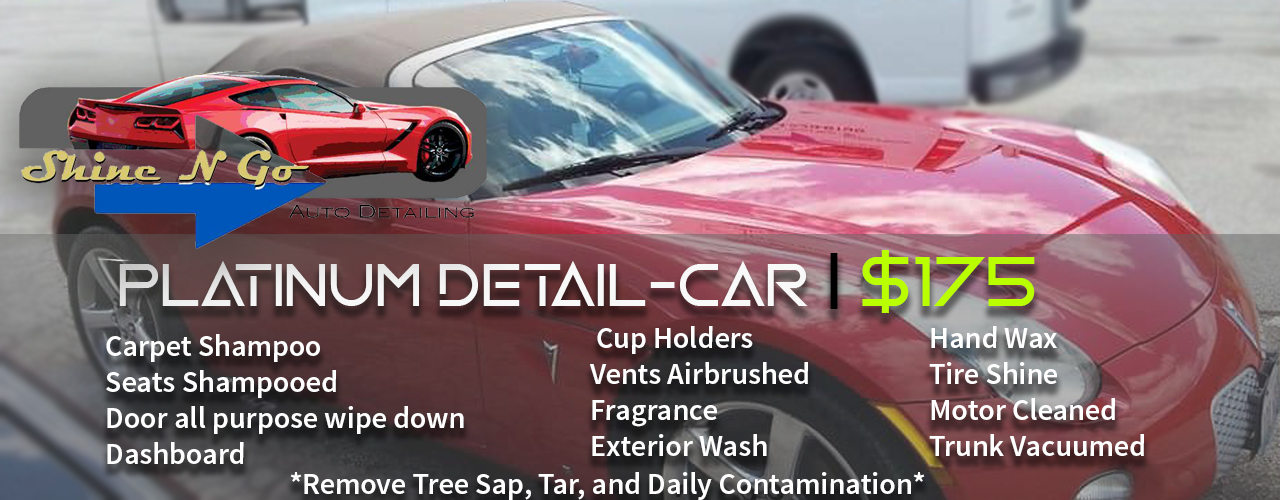 Shine N Go
Auto Detailing
PLATINUM DETAIL-CAR | $175
Carpet Shampoo
Seats Shampooed
Door all purpose wipe down
Dashboard
Cup Holders
Vents Airbrushed
Fragrance
Exterior Wash
Hand Wax
Tire Shine
Motor Cleaned
Trunk Vacuumed
*Remove Tree Sap, Tar, and Daily Contamination*